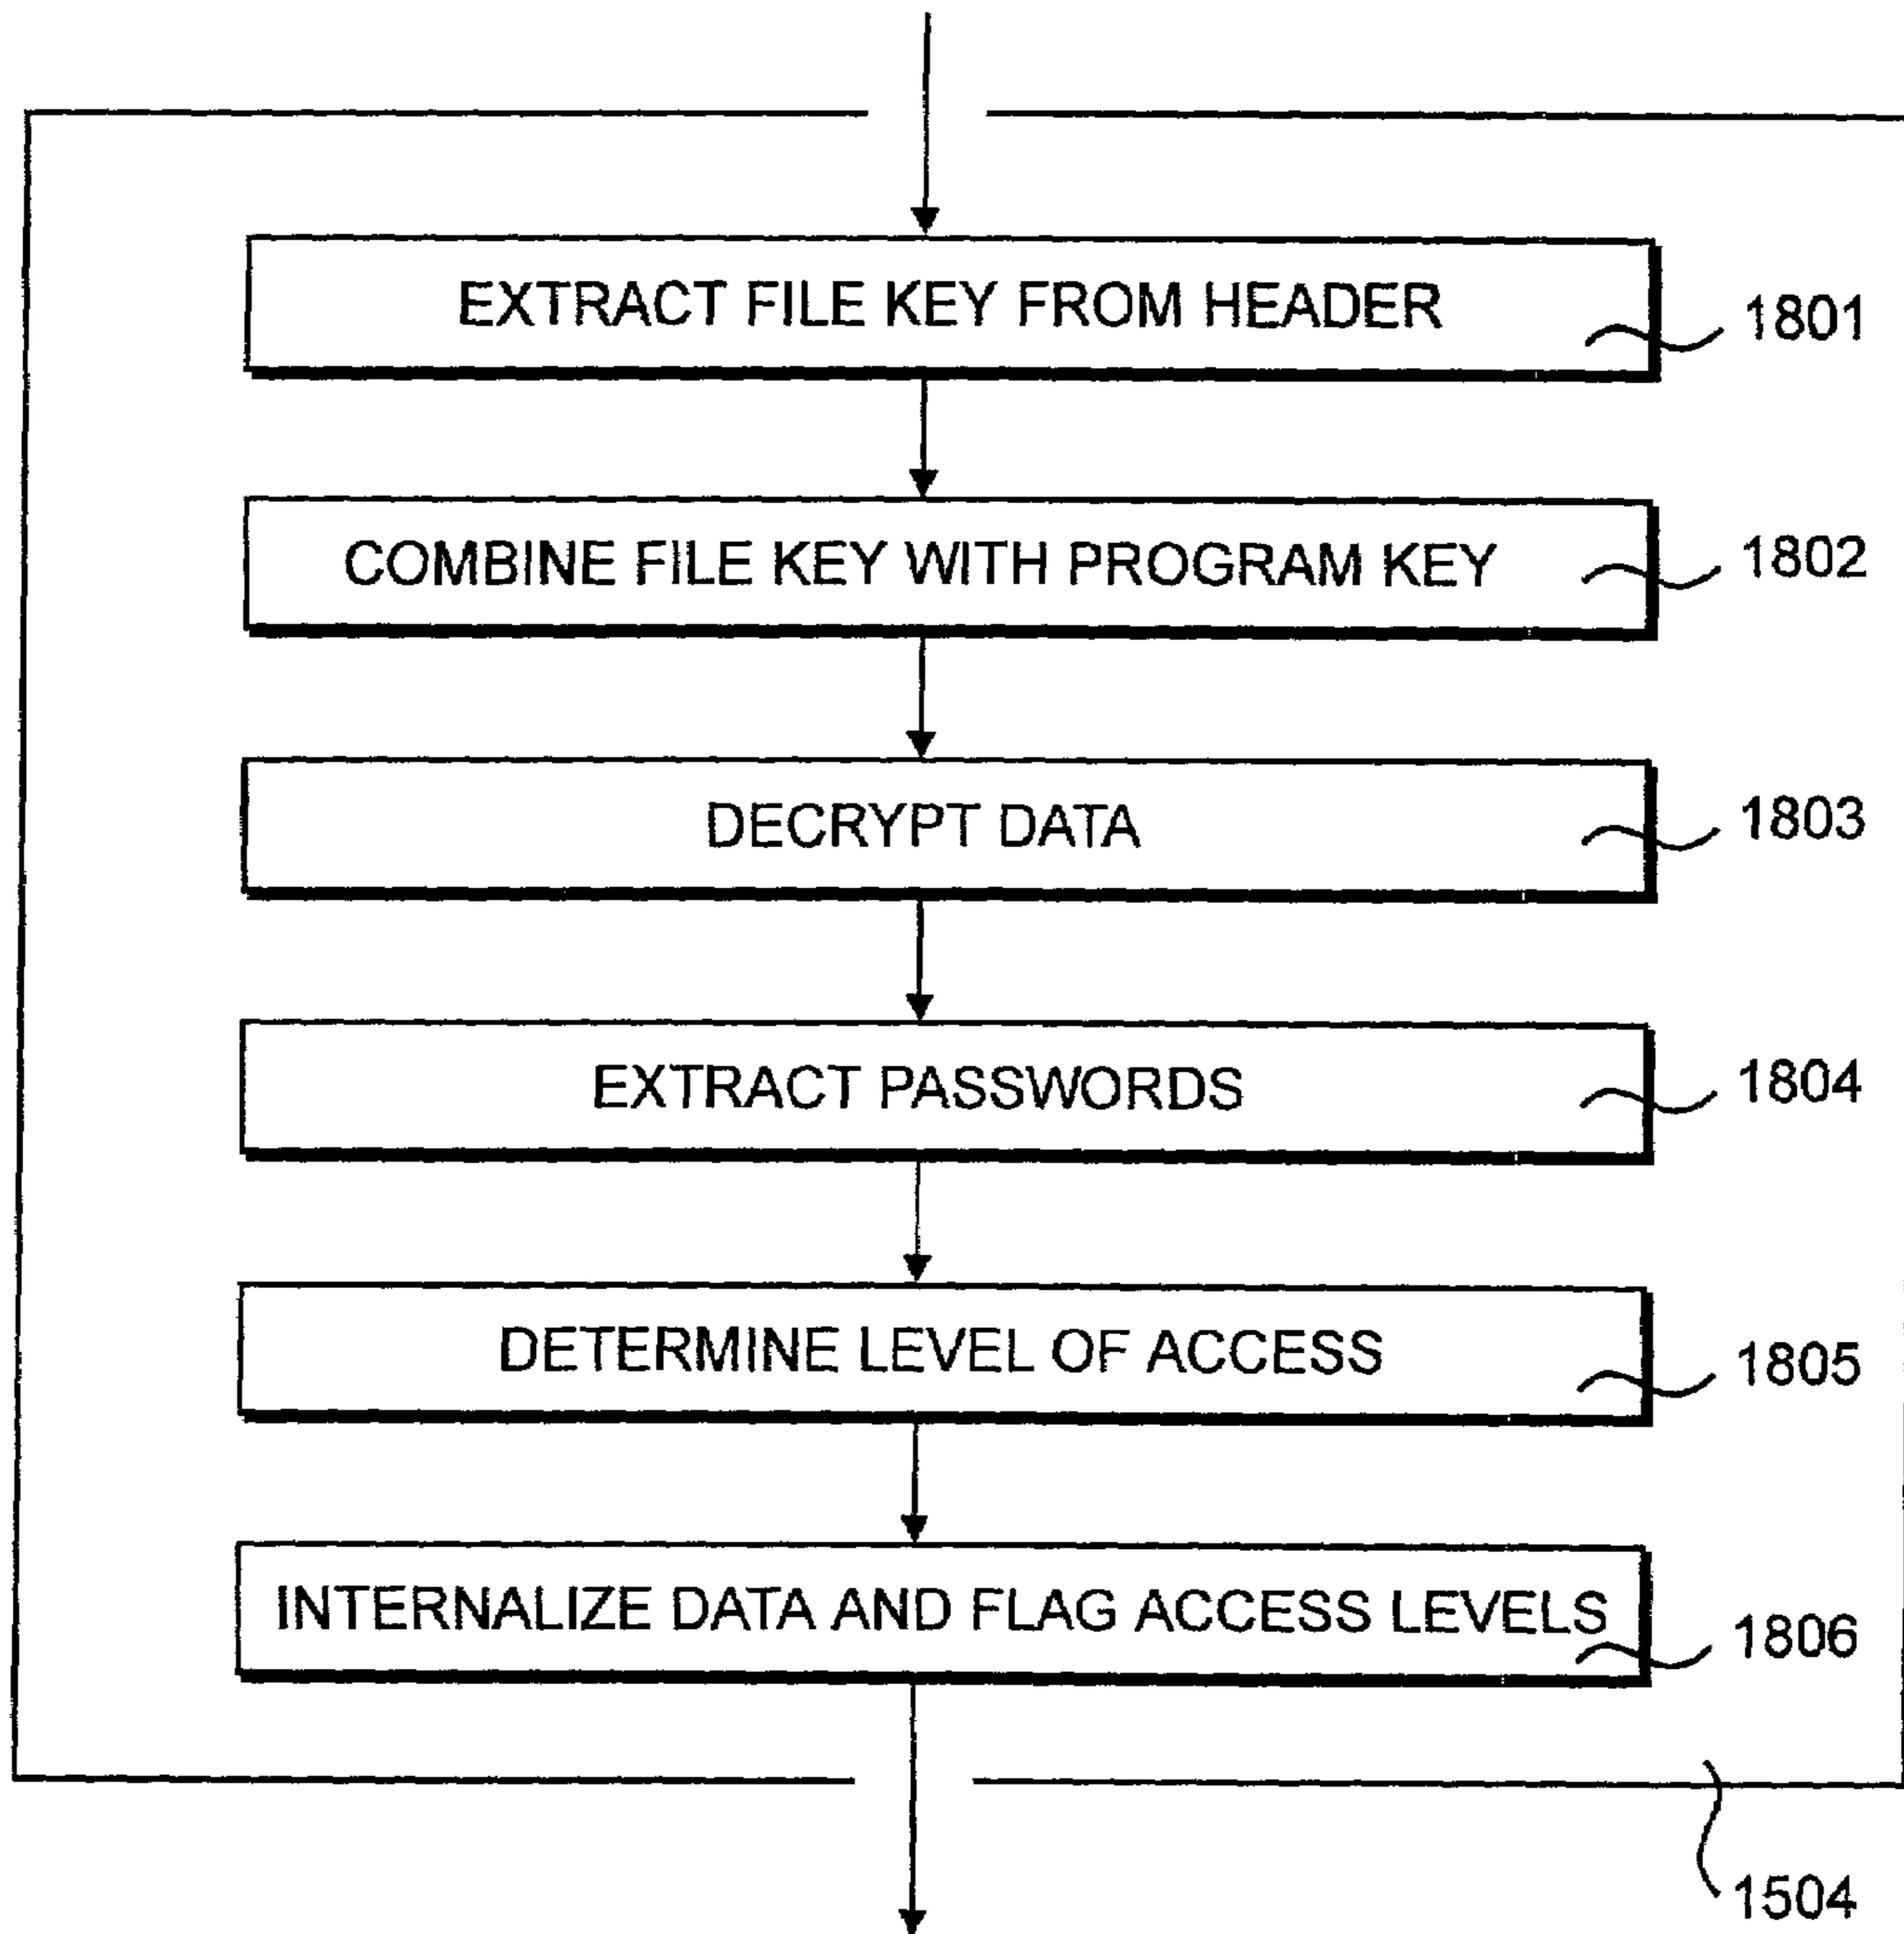 EXTRACT FILE KEY FROM HEADER
1801
COMBINE FILE KEY WITH PROGRAM KEY
1802
DECRYPT DATA
1803
EXTRACT PASSWORDS
1804
DETERMINE LEVEL OF ACCESS
1805
INTERNALIZE DATA AND FLAG ACCESS LEVELS
1806
1504